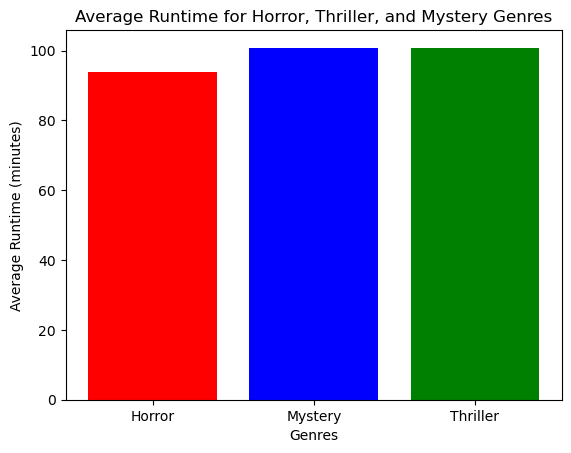 Average Runtime for Horror, Thriller, and Mystery Genres
Average Runtime (minutes)
100
80
60
40
20
0
Horror Mystery Thriller
Genres